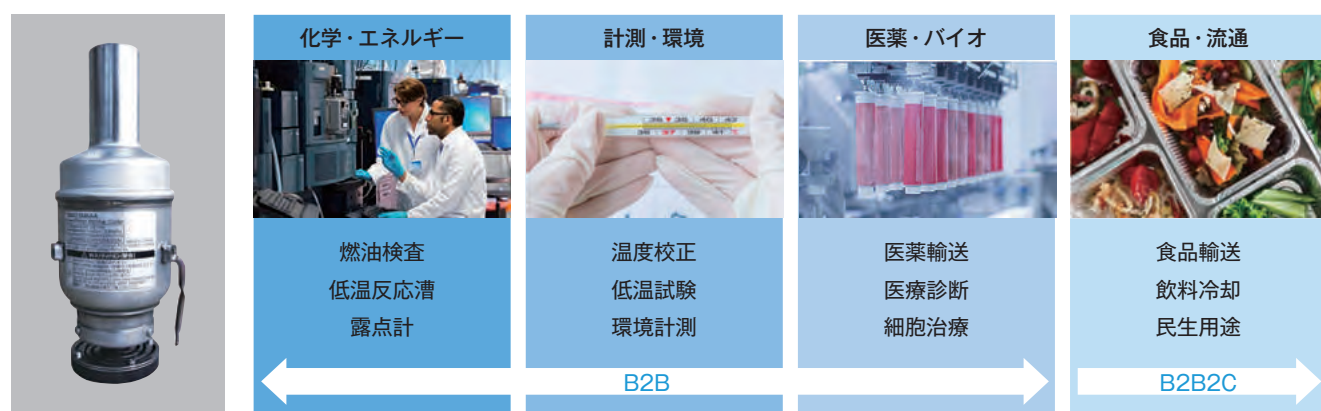 化学・エネルギー
計測・環境
医薬・バイオ
食品・流通
燃油検査
低温反応漕
露点計
温度校正
低温試験
環境計測
医薬輸送
医療診断
細胞治療
食品輸送
飲料冷却
民生用途
B2B
B2B2C